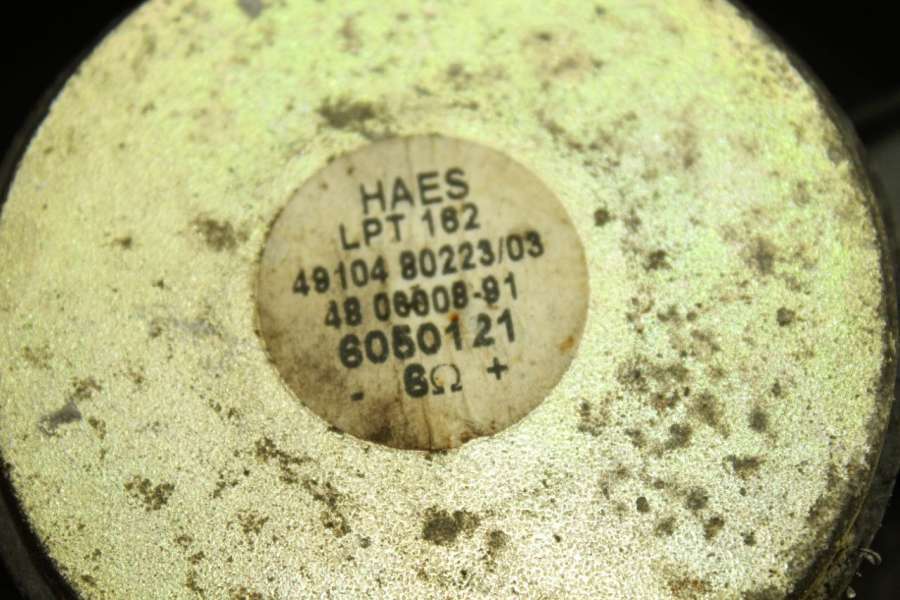 HAES
LPT 162
49104 80223/03
48 06008-91
6050121
- 6Ω +